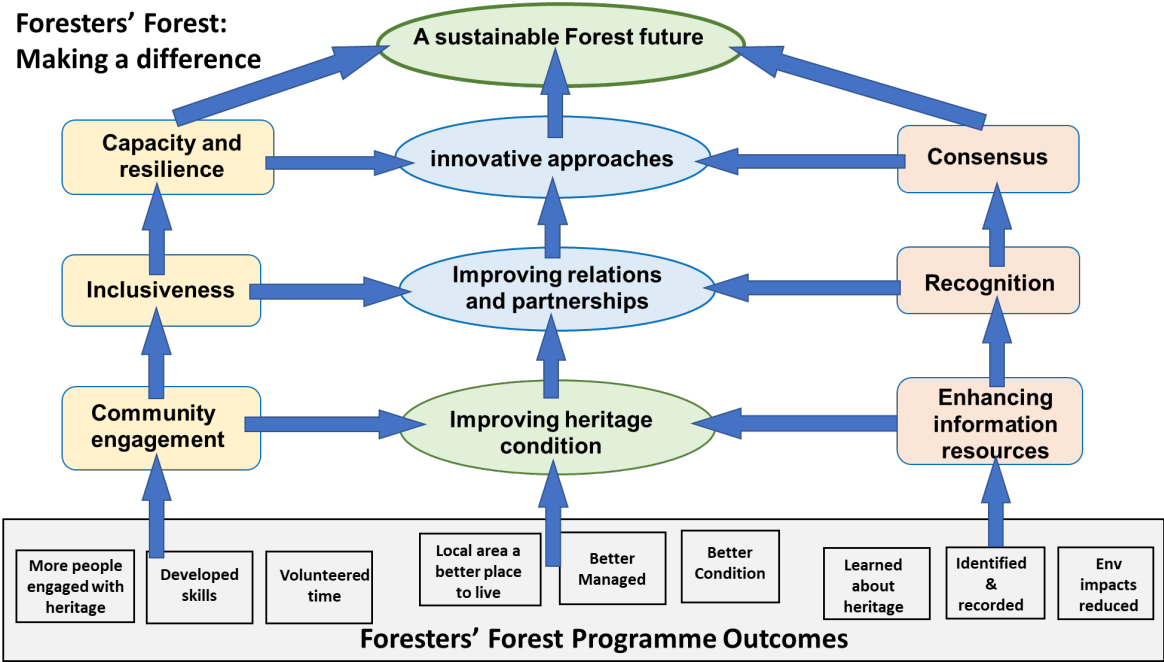 Foresters’ Forest:
Making a difference
A sustainable Forest future
Capacity and
resilience
innovative approaches
Consensus
Inclusiveness
Improving relations
and partnerships
Recognition
Community
engagement
Improving heritage
condition
Enhancing
information
resources
More people
engaged with
heritage
Developed
skills
Volunteered
time
Local area a
better place
to live
Better
Managed
Better
Condition
Learned
about
heritage
Identified
&
recorded
Env
impacts
reduced
Foresters’ Forest Programme Outcomes